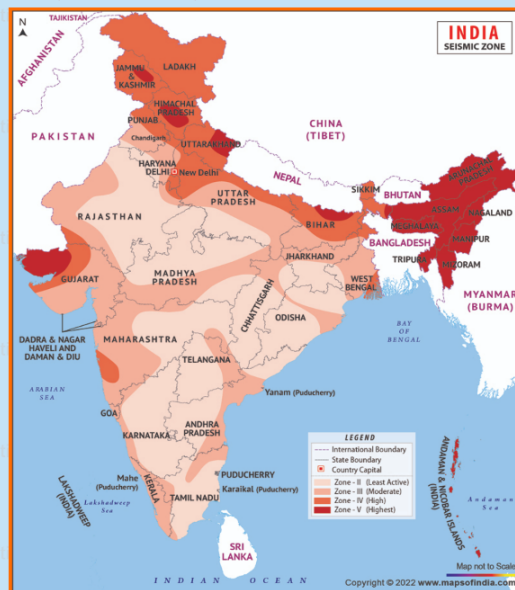 N
INDIA
SEISMIC ZONE
TAJIKISTAN
AFGHANISTAN
PAKISTAN
CHINA
(TIBET)
NEPAL
BHUTAN
BANGLADESH
MYANMAR
(BURMA)
LADAKH
JAMMU
&
KASHMIR
HIMACHAL
PRADESH
PUNJAB
Chandigarh
UTTARAKHAND
HARYANA
DELHI
New Delhi
UTTAR
PRADESH
RAJASTHAN
SIKKIM
ARUNACHAL
PRADESH
ASSAM
NAGALAND
MEGHALAYA
MANIPUR
TRIPURA
MIZORAM
BIHAR
JHARKHAND
WEST
BENGAL
GUJARAT
MADHYA
PRADESH
CHHATTISGARH
ODISHA
DADRA & NAGAR
HAVELI AND
DAMAN & DIU
MAHARASHTRA
TELANGANA
ARABIAN
SEA
BAY
OF
BENGAL
Yanam (Puducherry)
GOA
KARNATAKA
ANDHRA
PRADESH
LEGEND
International Boundary
State Boundary
Country Capital
Zone - II (Least Active)
Zone - III (Moderate)
Zone - IV (High)
Zone - V (Highest)
ANDAMAN & NICOBAR ISLANDS
(INDIA)
Andaman
Sea
LAKSHADWEEP
(INDIA)
Lakshadweep
Sea
Mahe
(Puducherry)
KERALA
TAMIL NADU
PUDUCHERRY
Karaikal (Puducherry)
SRI
LANKA
INDIAN OCEAN
Map not to Scale
Copyright © 2022 www.mapsofindia.com